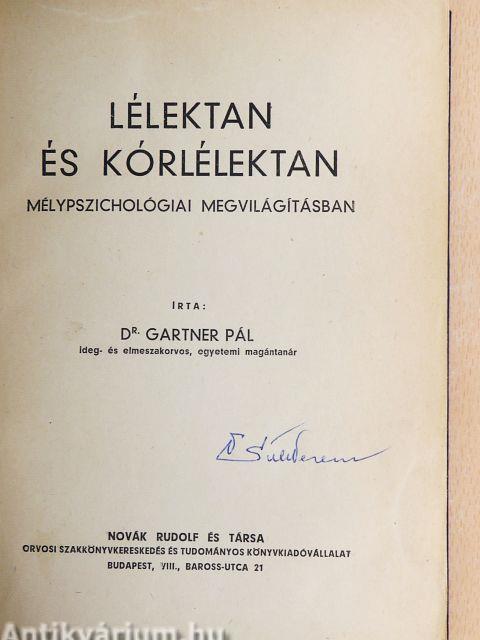 LÉLEKTAN
ÉS KÓRLÉLEKTAN
MÉLYPSZICHOLÓGIAI MEGVILÁGÍTÁSBAN
IRTA:
DR. GARTNER PÁL
ideg- és elmeszakorvos, egyetemi magántanár
NOVÁK RUDOLF ÉS TÁRSA
ORVOSI SZAKKÖNYVKERESKEDÉS ÉS TUDOMÁNYOS KÖNYVKIADÓVÁLLALAT
BUDAPEST, VIII., BAROSS-UTCA 21
Antikvárium.hu